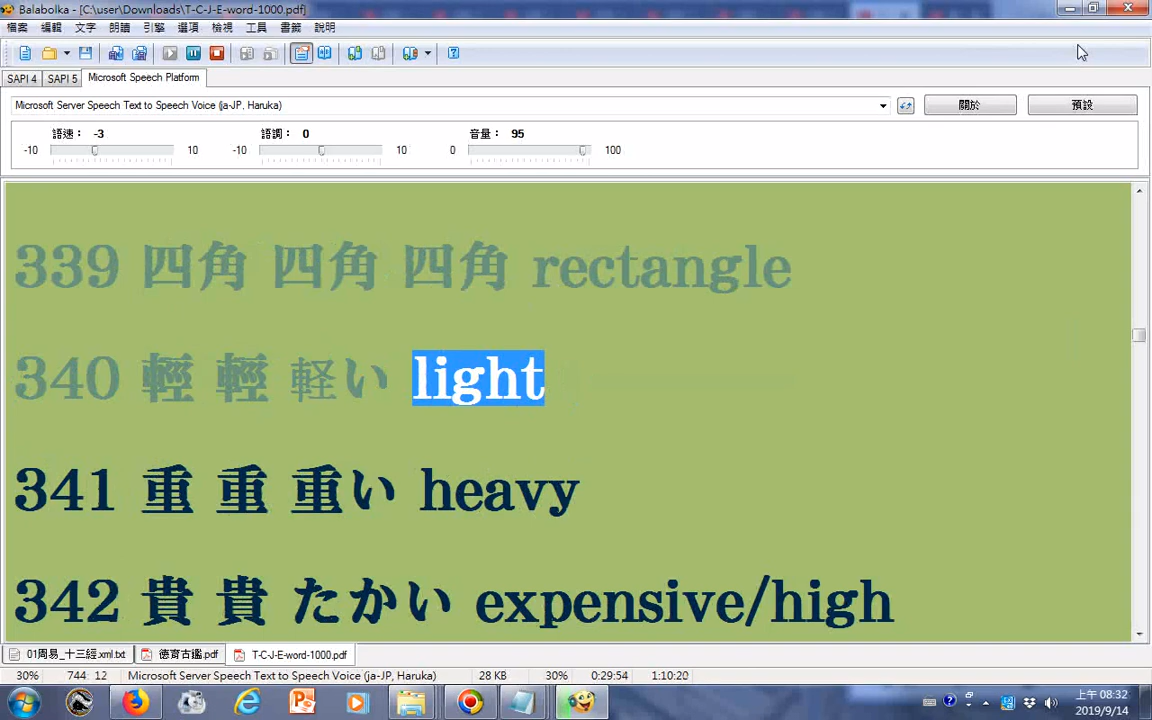 Balabolka - [C:\user\Downloads\T-C-J-E-word-1000.pdf]
檔案 編輯 文字 朗讀 引擎 選項 檢視 工具 書籤 說明
SAPI 4 SAPI 5 Microsoft Speech Platform
Microsoft Server Speech Text to Speech Voice (ja-JP, Haruka) 關於 預設
語速： -3 語調： 0 音量： 95
-10 10 -10 10 0 100
339 四角 四角 四角 rectangle
340 輕 輕 軽い light
341 重 重 重い heavy
342 貴 貴 たかい expensive/high
01周易_十三經.xml.txt 德育古鑑.pdf T-C-J-E-word-1000.pdf
30% 744: 12 Microsoft Server Speech Text to Speech Voice (ja-JP, Haruka) 28 KB 30% 0:29:54 1:10:20
上午 08:32
2019/9/14